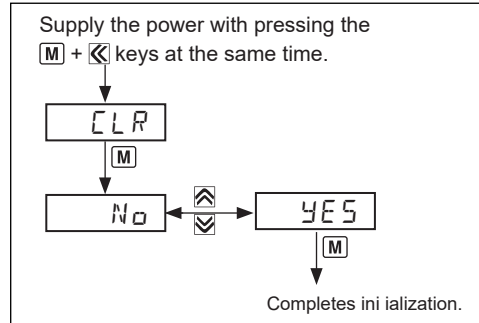 Supply the power with pressing the
M + « keys at the same time.
CLR
M
No
YES
M
Completes ini ialization.